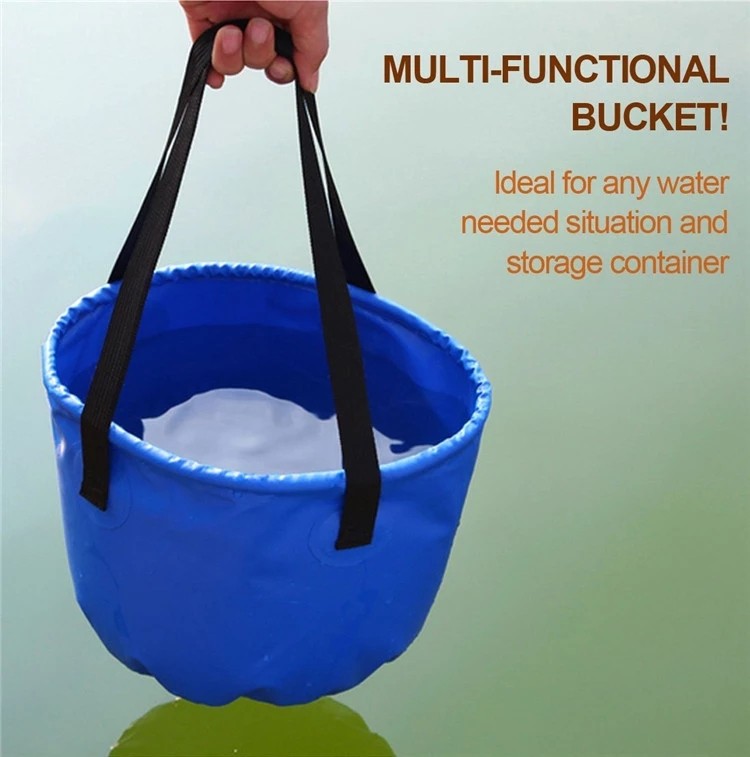 MULTI-FUNCTIONAL
BUCKET!
Ideal for any water
needed situation and
storage container